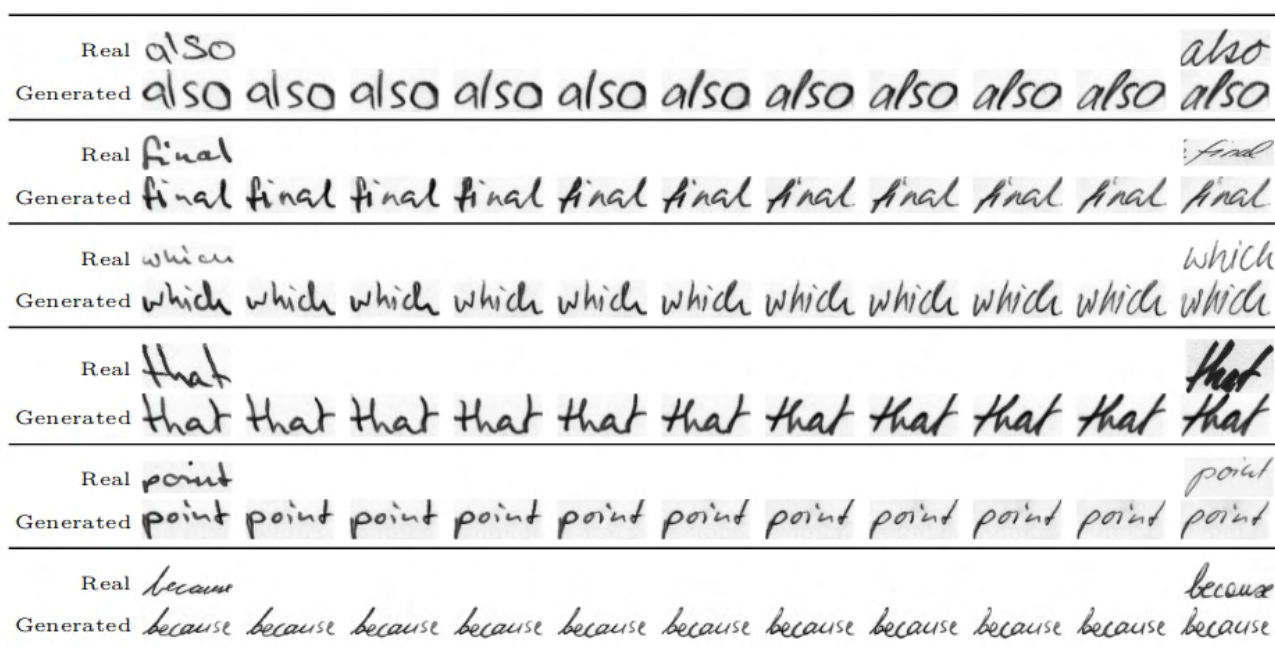 Real also also
Generated also also also also also also also also also also also
Real final final
Generated final final final final final final final final final final final
Real which which
Generated which which which which which which which which which which which
Real that that
Generated that that that that that that that that that that that
Real point point
Generated point point point point point point point point point point point
Real because because
Generated because because because because because because because because because because because